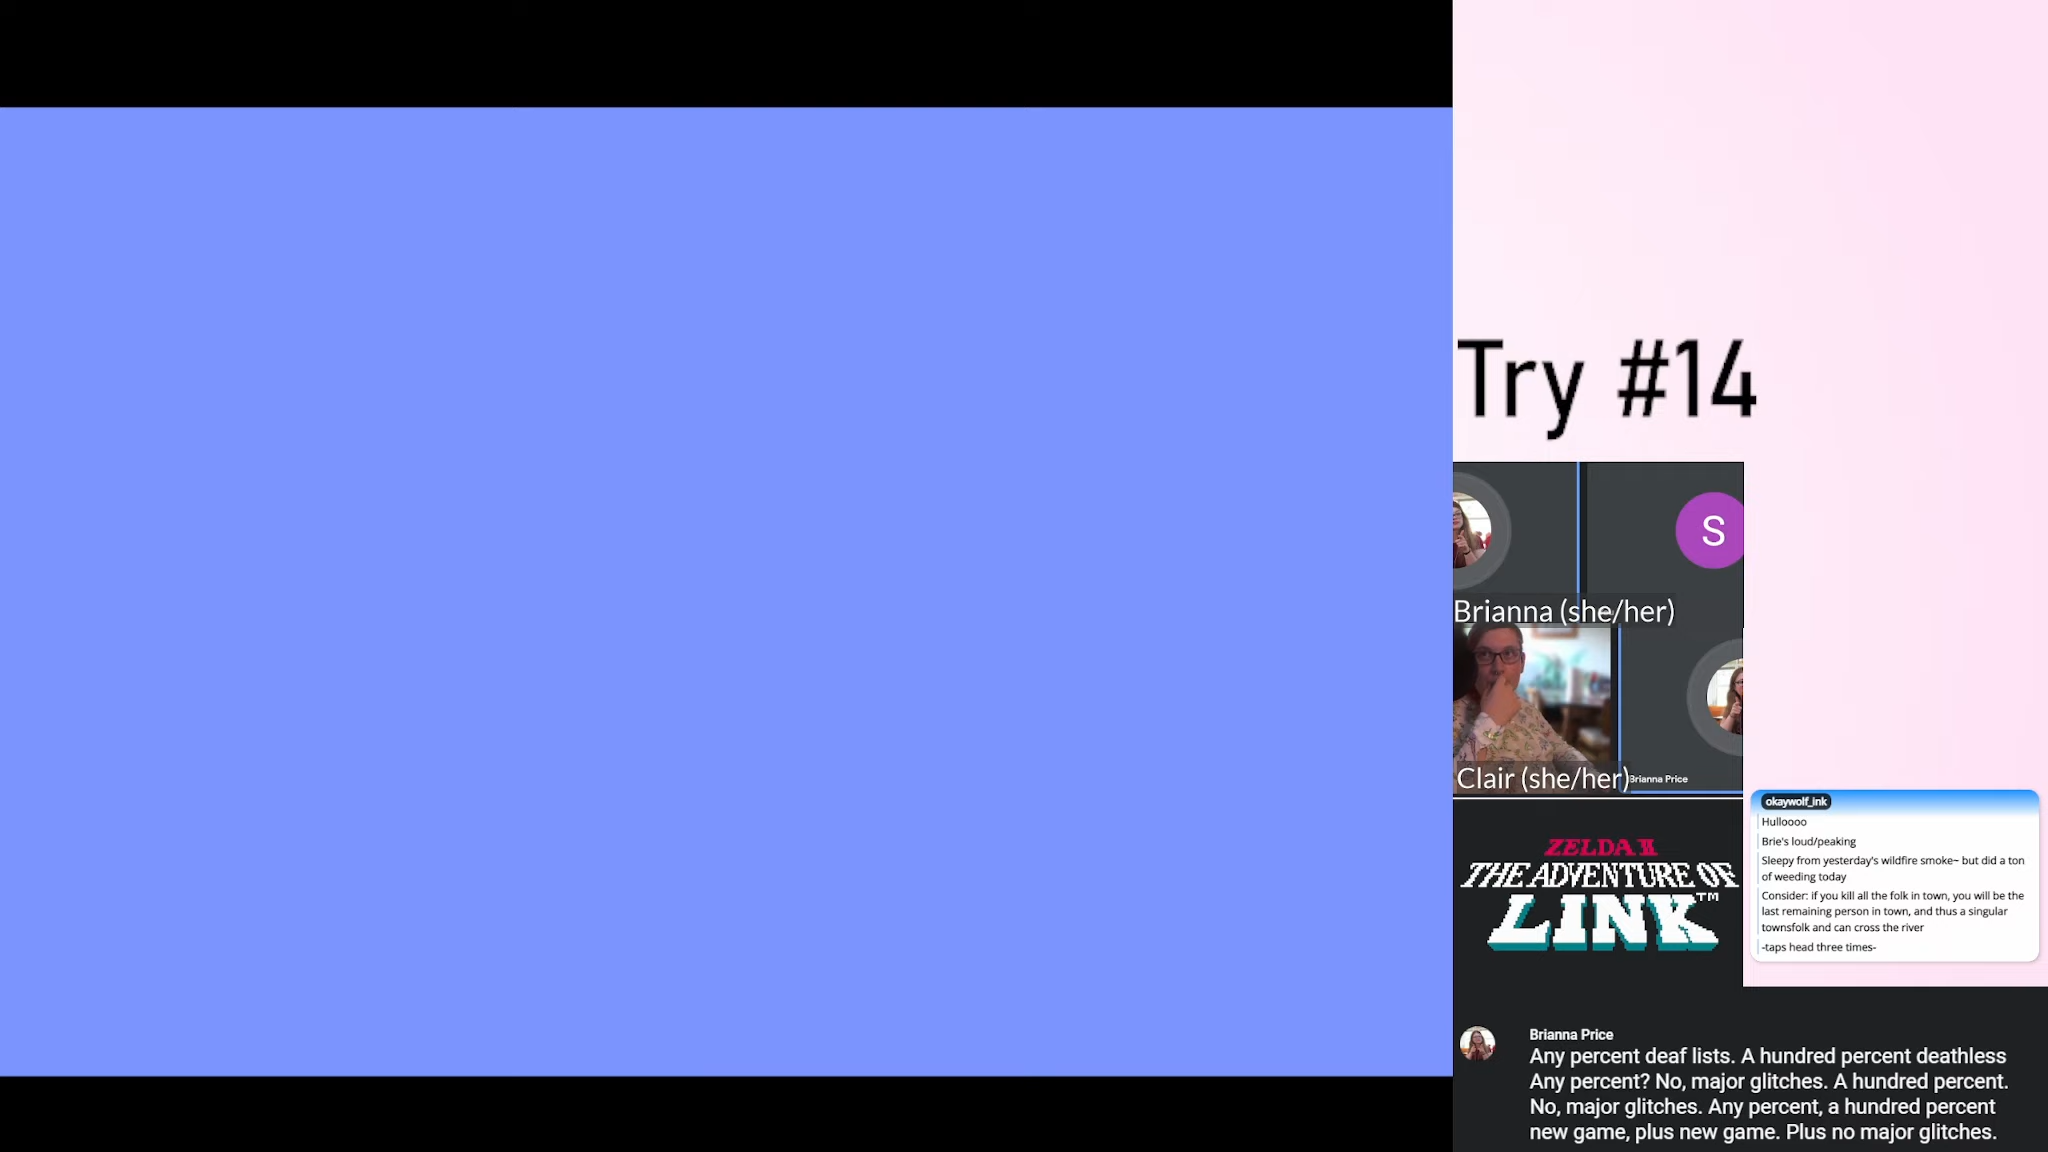 Try #14
S
Brianna (she/her)
Clair (she/her)
Brianna Price
ZELDA II
THE ADVENTURE OF
LINK™
okaywolf_ink
Hulloooo
Brie's loud/peaking
Sleepy from yesterday's wildfire smoke~ but did a ton
of weeding today
Consider: if you kill all the folk in town, you will be the
last remaining person in town, and thus a singular
townsfolk and can cross the river
-taps head three times-
Brianna Price
Any percent deaf lists. A hundred percent deathless
Any percent? No, major glitches. A hundred percent.
No, major glitches. Any percent, a hundred percent
new game, plus new game. Plus no major glitches.